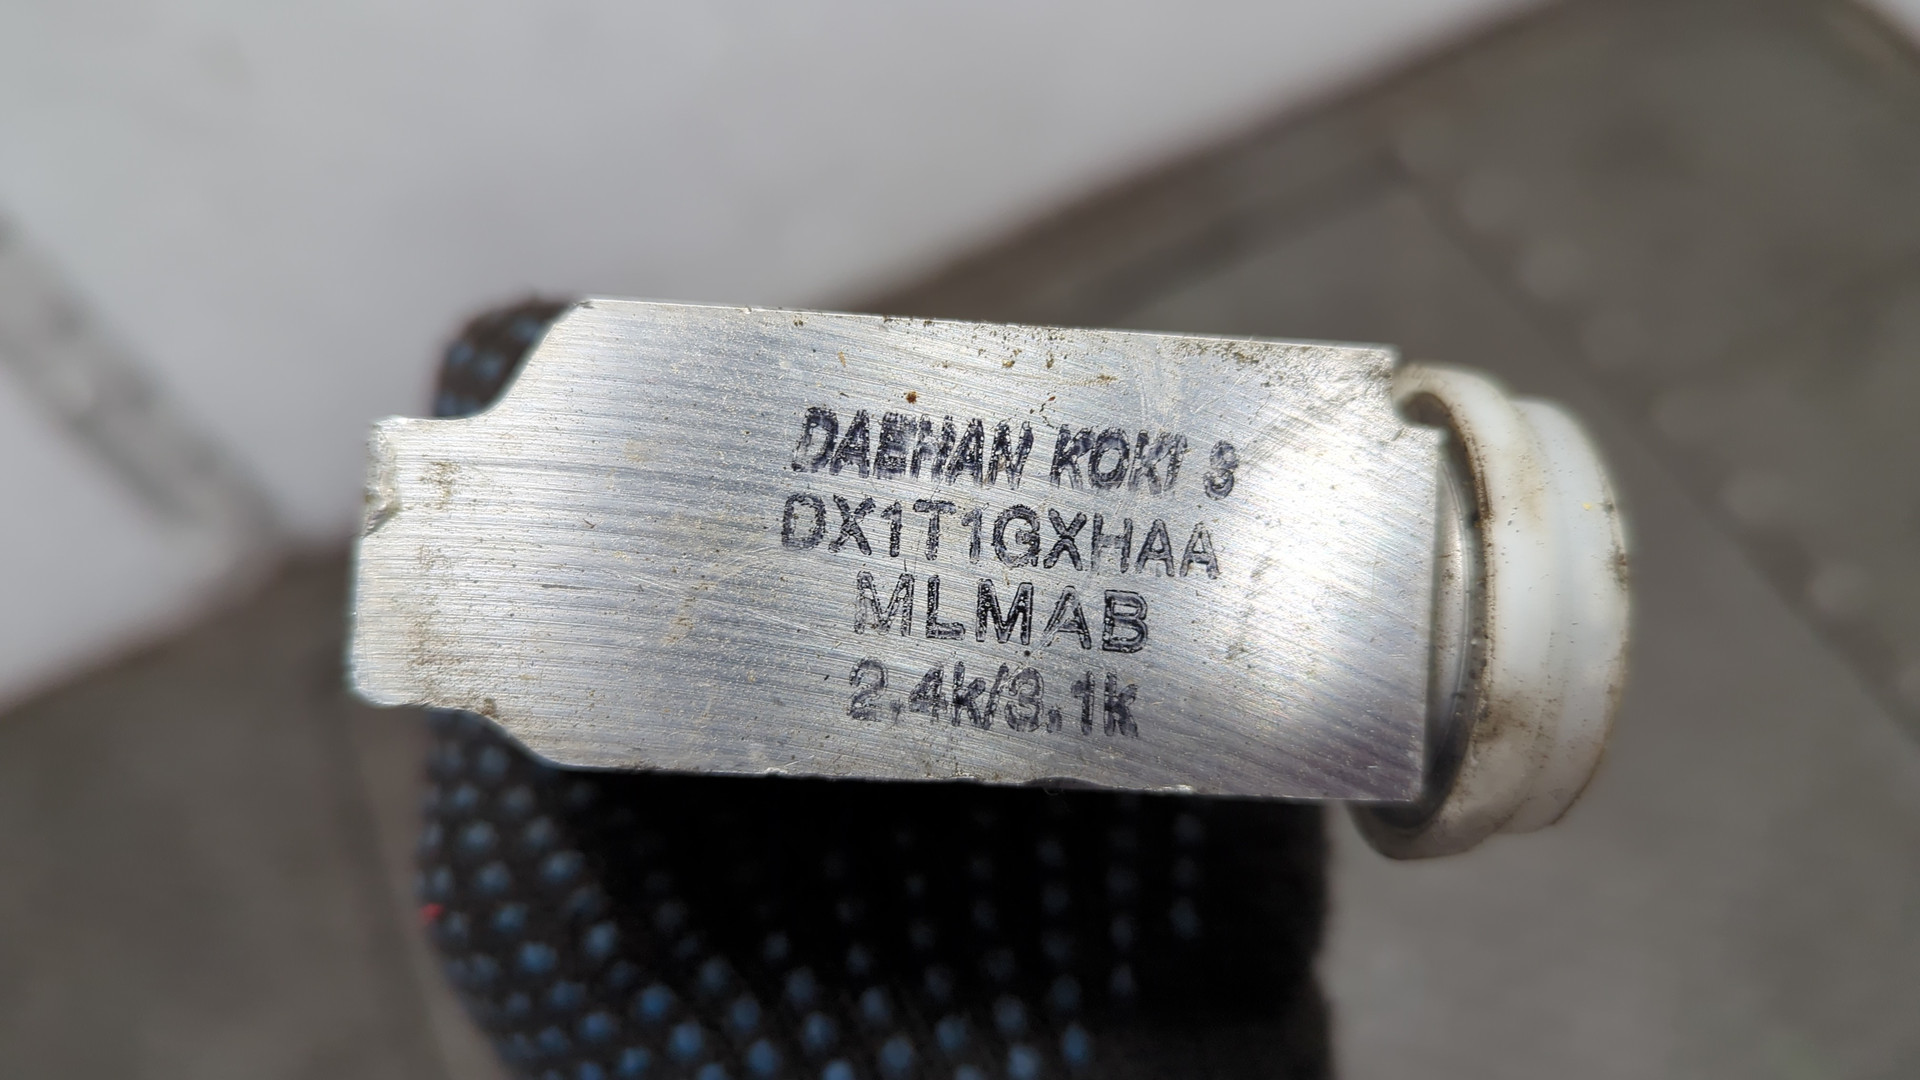 DAEHAN KOKI 3
DX1T1GXHAA
MLMAB
2.4k/3.1k